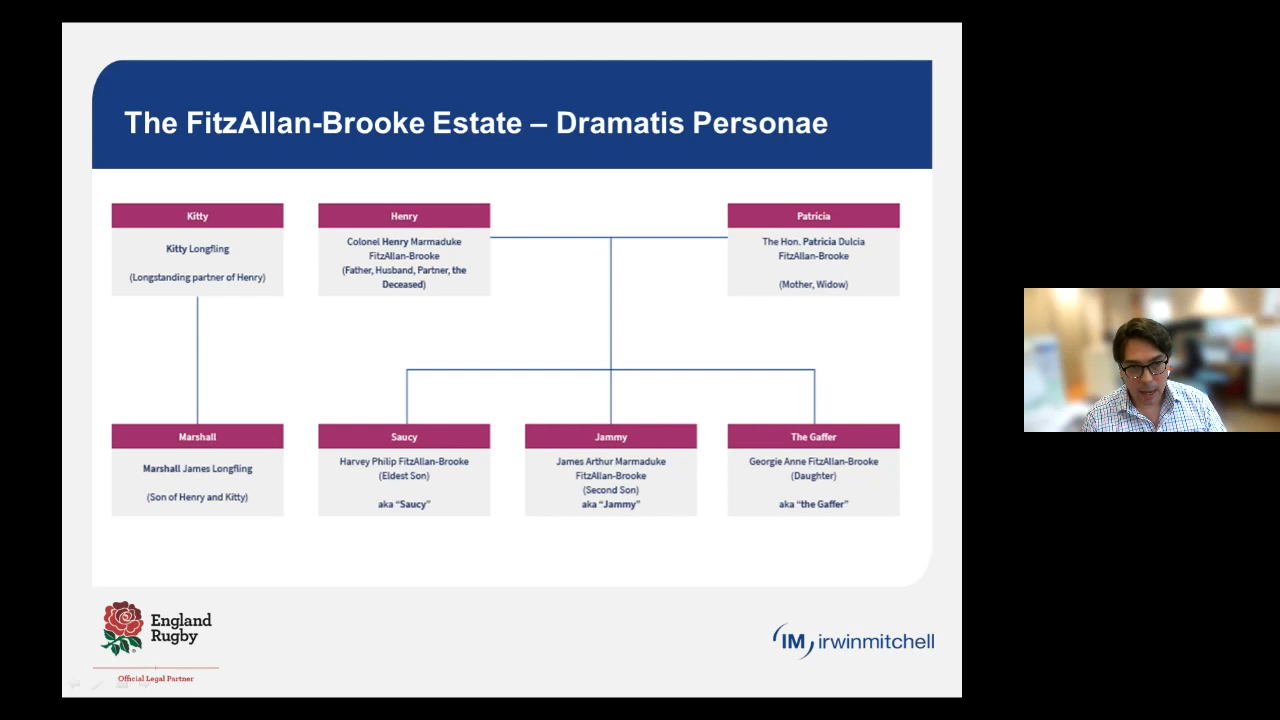 The FitzAllan-Brooke Estate – Dramatis Personae
Kitty
Kitty Longfling
(Longstanding partner of Henry)
Henry
Colonel Henry Marmaduke
FitzAllan-Brooke
(Father, Husband, Partner, the
Deceased)
Patricia
The Hon. Patricia Dulcia
FitzAllan-Brooke
(Mother, Widow)
Marshall
Marshall James Longfling
(Son of Henry and Kitty)
Saucy
Harvey Philip FitzAllan-Brooke
(Eldest Son)
aka “Saucy”
Jammy
James Arthur Marmaduke
FitzAllan-Brooke
(Second Son)
aka “Jammy”
The Gaffer
Georgie Anne FitzAllan-Brooke
(Daughter)
aka “the Gaffer”
England
Rugby
Official Legal Partner
IM irwinmitchell